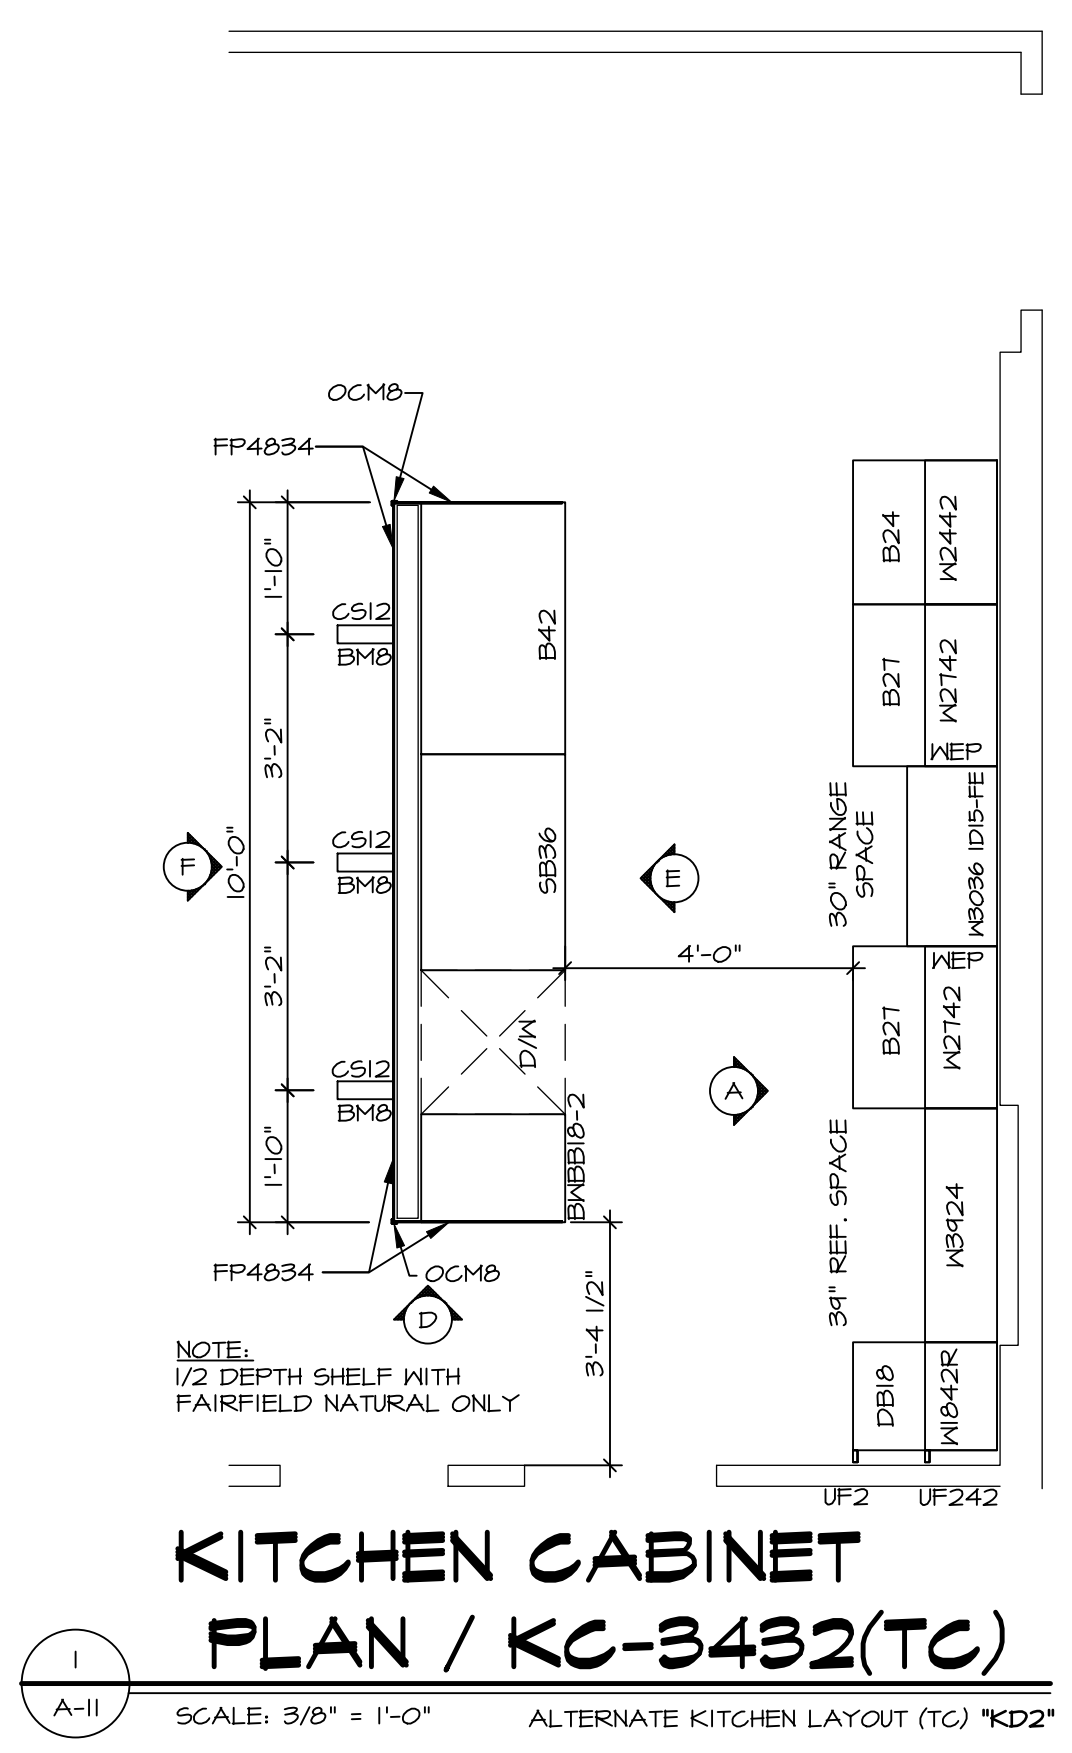 OCM8
FP4834
1'-10"
CS12
BM8
3'-2"
10'-0"
F
CS12
BM8
3'-2"
CS12
BM8
1'-10"
FP4834
OCM8
D
B42
SB36
D/W
BWBB18-2
E
4'-0"
A
3'-4 1/2"
B24
W2442
B27
W2742
WEP
30" RANGE
SPACE
W3036 1D15-FE
WEP
B27
W2742
39" REF. SPACE
W3924
DB18
W1842R
UF2
UF242
NOTE:
1/2 DEPTH SHELF WITH
FAIRFIELD NATURAL ONLY
KITCHEN CABINET
PLAN / KC-3432(TC)
1
A-11
SCALE: 3/8" = 1'-0"
ALTERNATE KITCHEN LAYOUT (TC) "KD2"